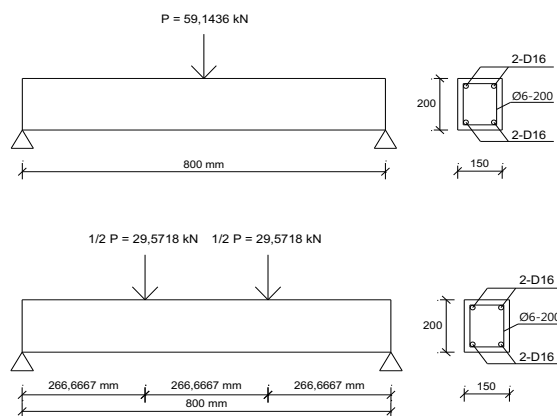 P = 59,1436 kN
2-D16
200
Ø6-200
2-D16
800 mm
150
1/2 P = 29,5718 kN 1/2 P = 29,5718 kN
2-D16
200
Ø6-200
2-D16
266,6667 mm 266,6667 mm 266,6667 mm
150
800 mm